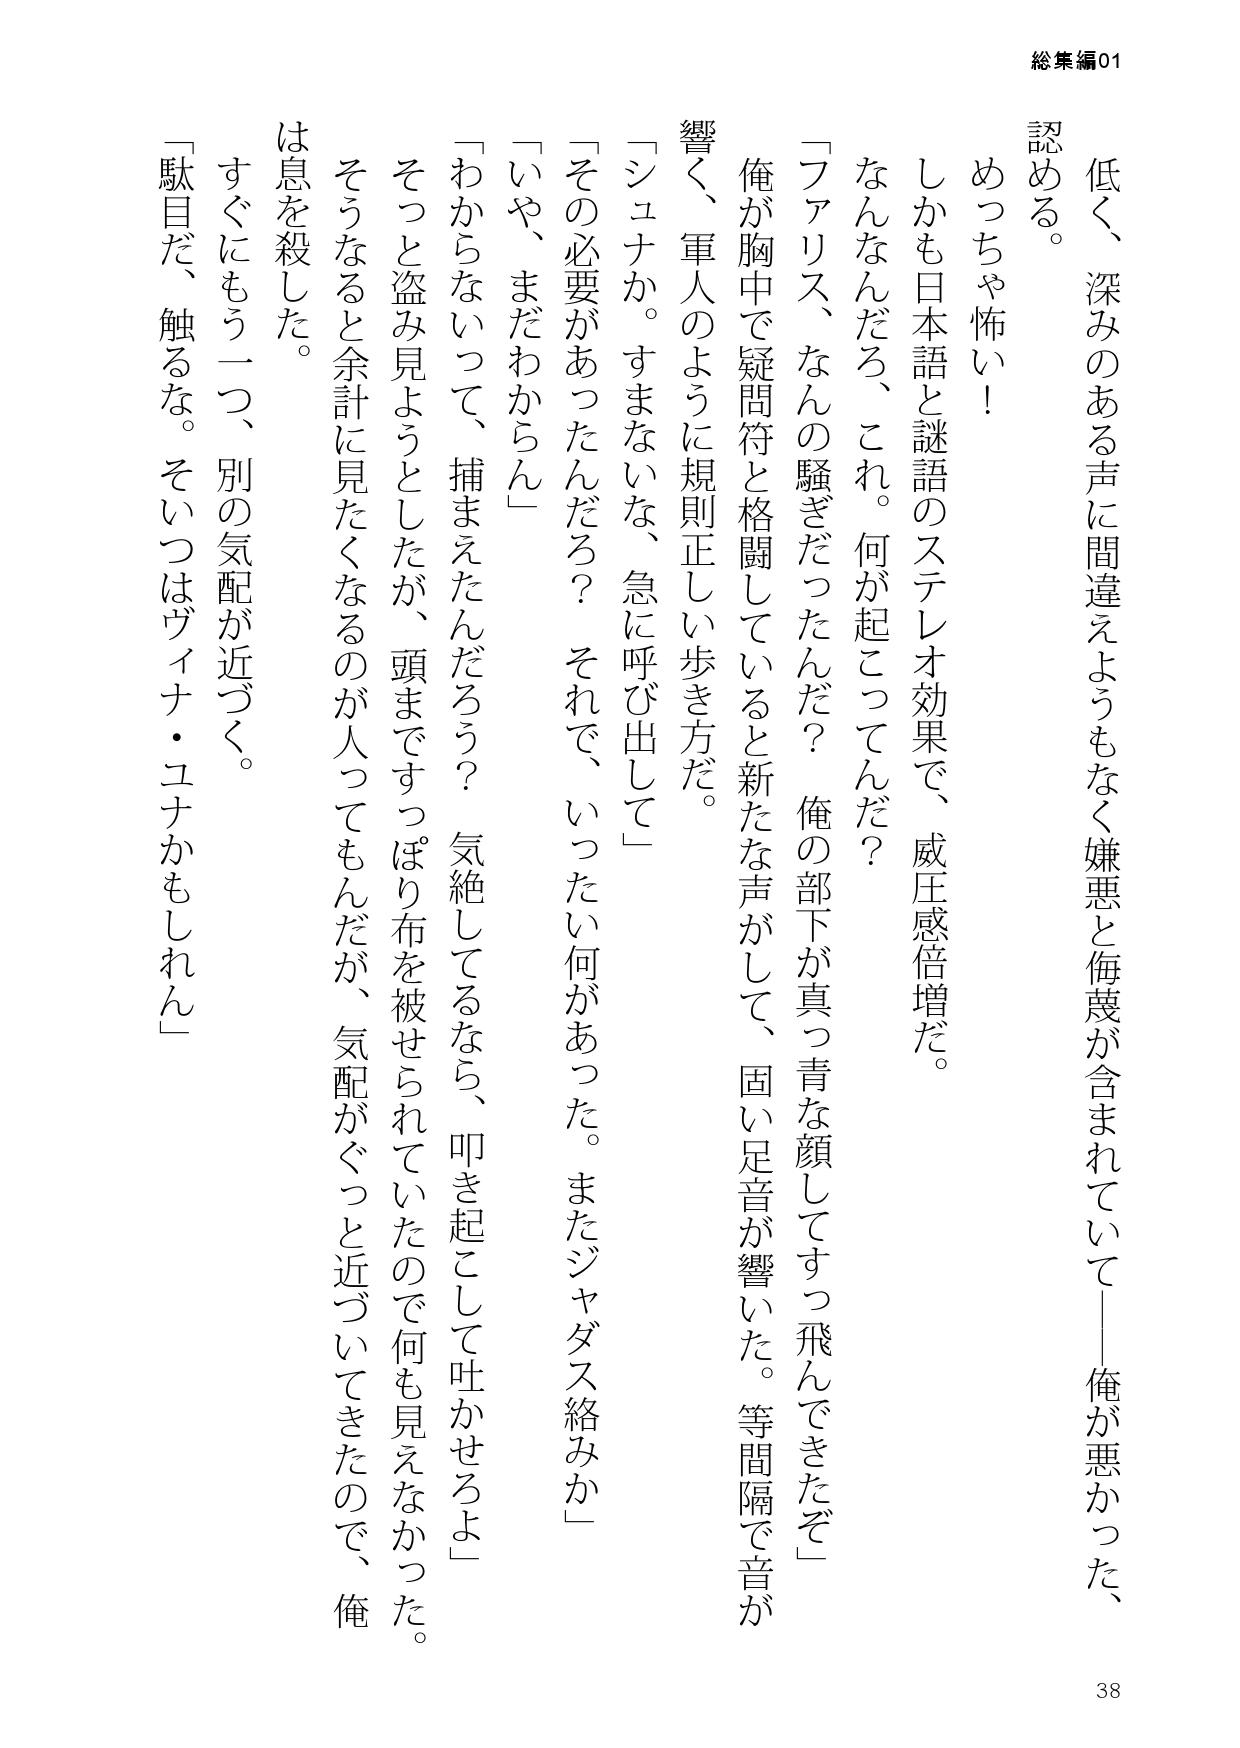 総集編01
低く、深みのある声に間違えようもなく嫌悪と侮蔑が含まれていて――俺が悪かった、
認める。
めっちゃ怖い！
しかも日本語と謎語のステレオ効果で、威圧感倍増だ。
なんなんだろ、これ。何が起こってんだ？
「ファリス、なんの騒ぎだったんだ？　俺の部下が真っ青な顔してすっ飛んできたぞ」
俺が胸中で疑問符と格闘していると新たな声がして、固い足音が響いた。等間隔で音が
響く、軍人のように規則正しい歩き方だ。
「シュナか。すまないな、急に呼び出して」
「その必要があったんだろ？　それで、いったい何があった。またジャダス絡みか」
「いや、まだわからん」
「わからないって、捕まえたんだろう？　気絶してるなら、叩き起こして吐かせろよ」
そっと盗み見ようとしたが、頭まですっぽり布を被せられていたので何も見えなかった。
そうなると余計に見たくなるのが人ってもんだが、気配がぐっと近づいてきたので、俺
は息を殺した。
すぐにもう一つ、別の気配が近づく。
「駄目だ、触るな。そいつはヴィナ・ユナかもしれん」
38